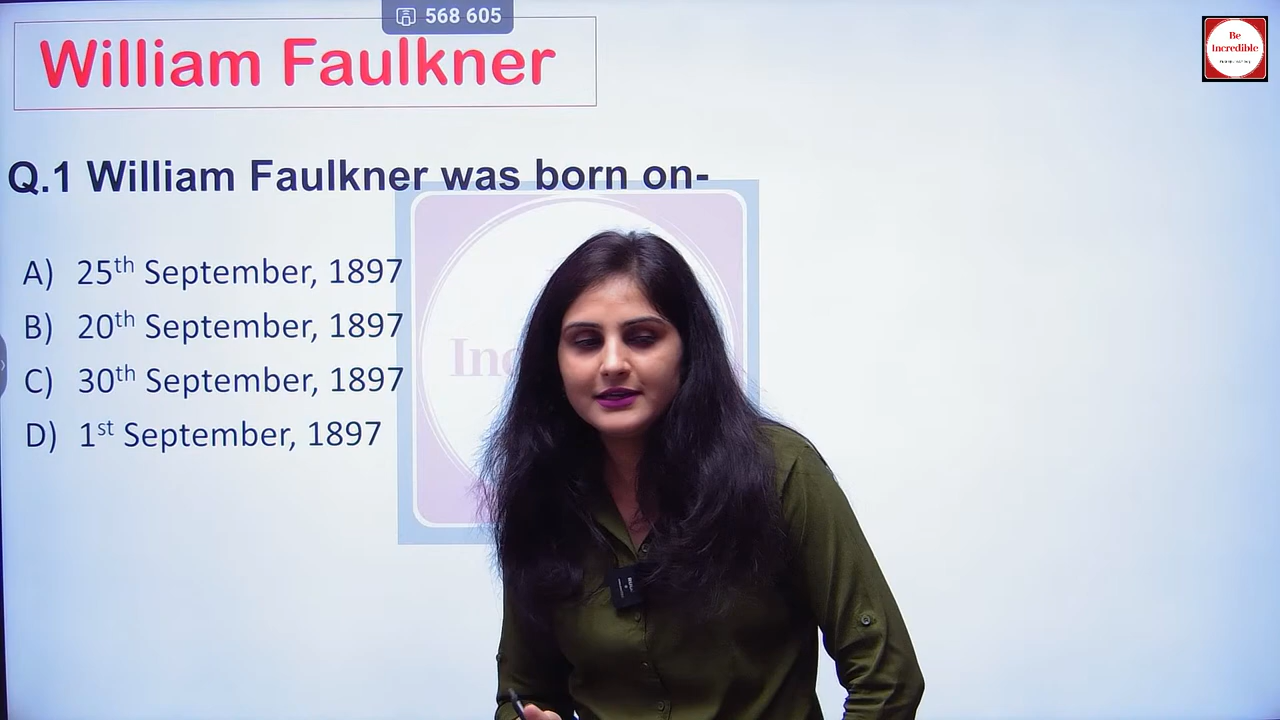 568 605
William Faulkner
Be
Incredible
Q.1 William Faulkner was born on-
A) 25th September, 1897
B) 20th September, 1897
C) 30th September, 1897
D) 1st September, 1897